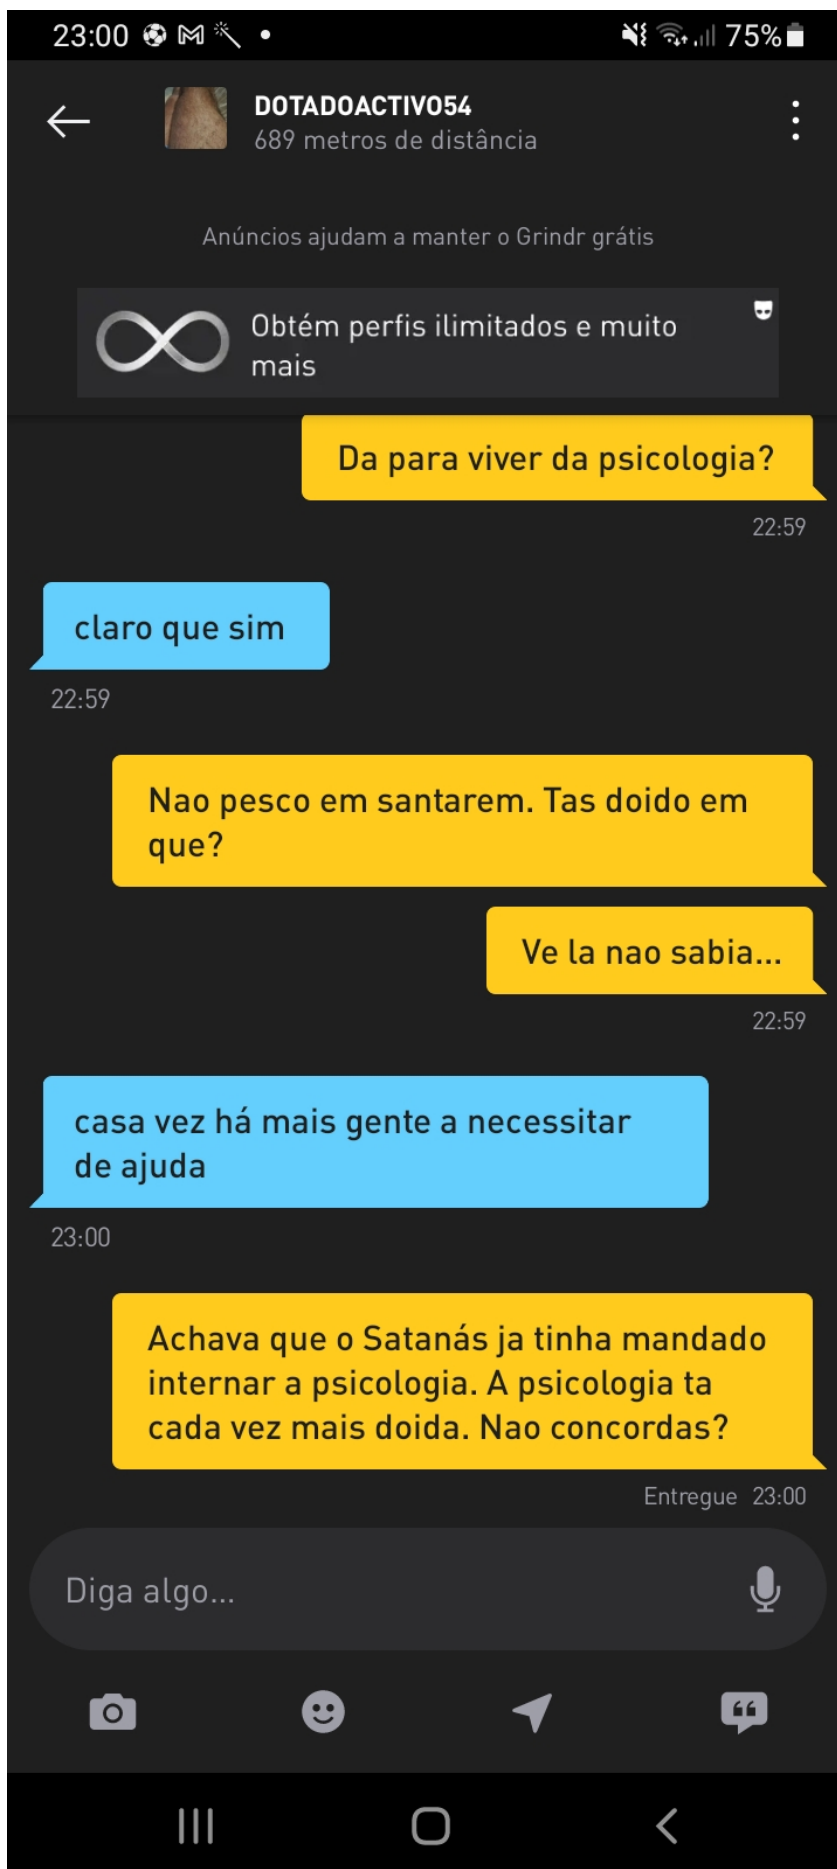 23:00
75%
DOTADOACTIVO54
689 metros de distância
Anúncios ajudam a manter o Grindr grátis
Obtém perfis ilimitados e muito
mais
Da para viver da psicologia?
22:59
claro que sim
22:59
Nao pesco em santarem. Tas doido em
que?
Ve la nao sabia...
22:59
casa vez há mais gente a necessitar
de ajuda
23:00
Achava que o Satanás ja tinha mandado
internar a psicologia. A psicologia ta
cada vez mais doida. Nao concordas?
Entregue 23:00
Diga algo...